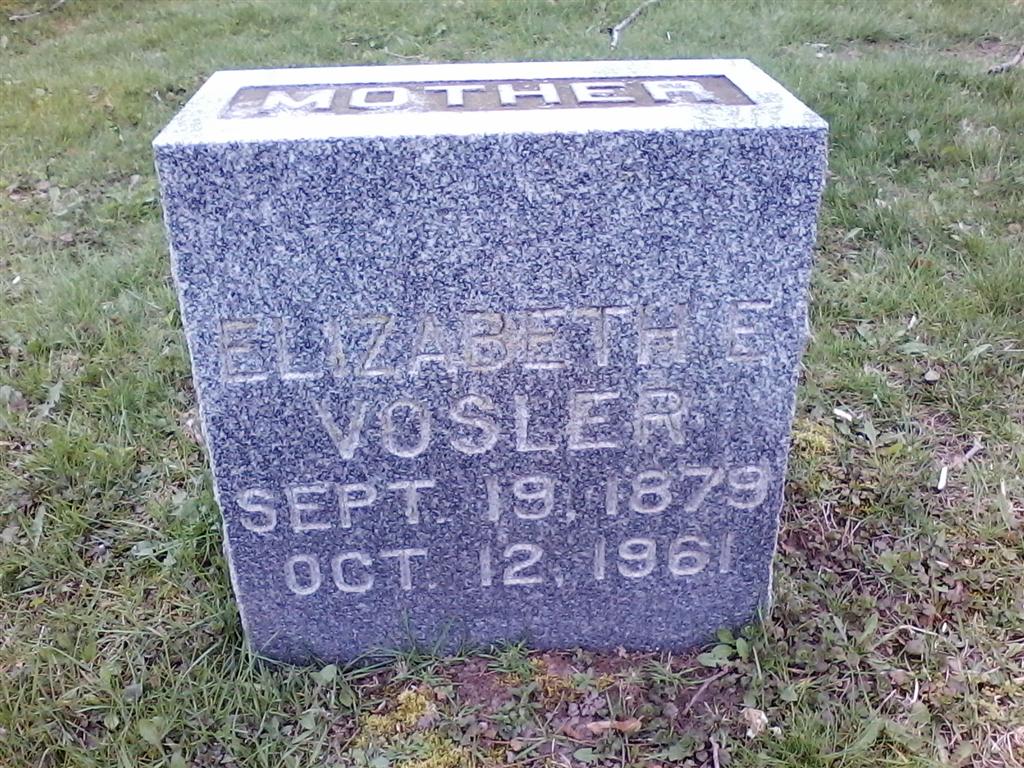 MOTHER
ELIZABETH E
VOSLER
SEPT. 19, 1879
OCT. 12, 1961